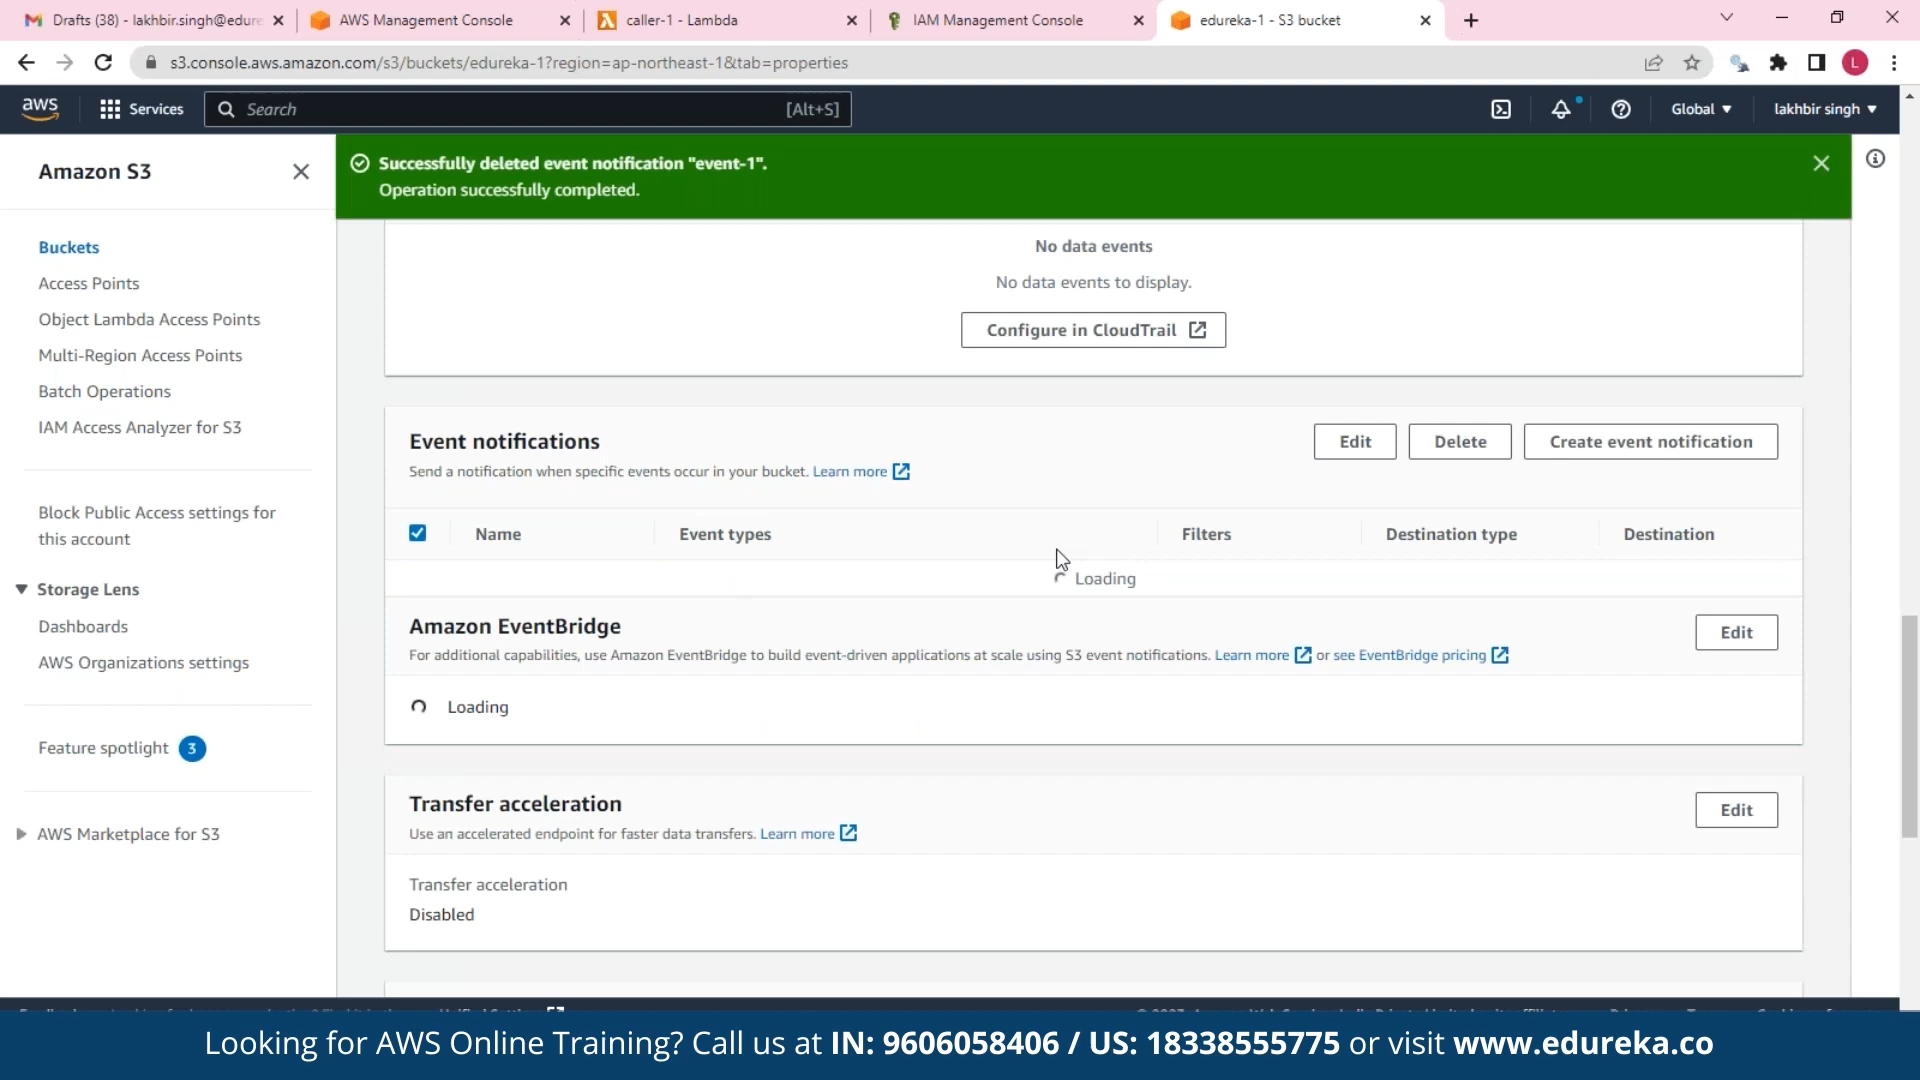 Drafts (38) - lakhbir.singh@edure
AWS Management Console
caller-1 - Lambda
IAM Management Console
edureka-1 - S3 bucket
s3.console.aws.amazon.com/s3/buckets/edureka-1?region=ap-northeast-1&tab=properties
L
aws
Services
Search
[Alt+S]
Global
lakhbir singh
Amazon S3
Successfully deleted event notification "event-1".
Operation successfully completed.
Buckets
Access Points
Object Lambda Access Points
Multi-Region Access Points
Batch Operations
IAM Access Analyzer for S3
Block Public Access settings for
this account
Storage Lens
Dashboards
AWS Organizations settings
Feature spotlight 3
AWS Marketplace for S3
No data events
No data events to display.
Configure in CloudTrail
Event notifications
Edit
Delete
Create event notification
Send a notification when specific events occur in your bucket. Learn more
Name
Event types
Filters
Destination type
Destination
Loading
Amazon EventBridge
Edit
For additional capabilities, use Amazon EventBridge to build event-driven applications at scale using S3 event notifications. Learn more or see EventBridge pricing
Loading
Transfer acceleration
Edit
Use an accelerated endpoint for faster data transfers. Learn more
Transfer acceleration
Disabled
Looking for AWS Online Training? Call us at IN: 9606058406 / US: 18338555775 or visit www.edureka.co